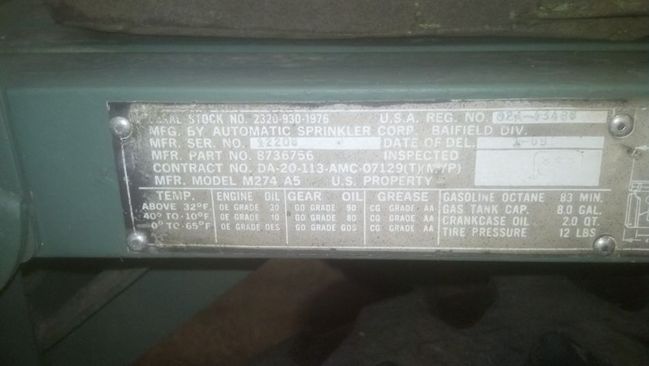 STOCK NO. 2320-930-1976 U.S.A. REG. NO.
MFG. BY AUTOMATIC SPRINKLER CORP. BAIFIELD DIV.
MFR. SER. NO. DATE OF DEL.
MFR. PART NO. 8736756 INSPECTED
CONTRACT NO. DA-20-113-AMC-07129(T)
MFR. MODEL M274 A5 U.S. PROPERTY
TEMP. ENGINE OIL GEAR OIL GREASE GASOLINE OCTANE 83 MIN.
ABOVE 32°F OE GRADE 30 GO GRADE 90 CG GRADE AA GAS TANK CAP. 8.0 GAL.
40° TO-10°F OE GRADE 10 GO GRADE 80 CG GRADE AA CRANKCASE OIL 2.0 QT.
0° TO-65°F OE GRADE OES GO GRADE GOS CG GRADE AA TIRE PRESSURE 12 LBS